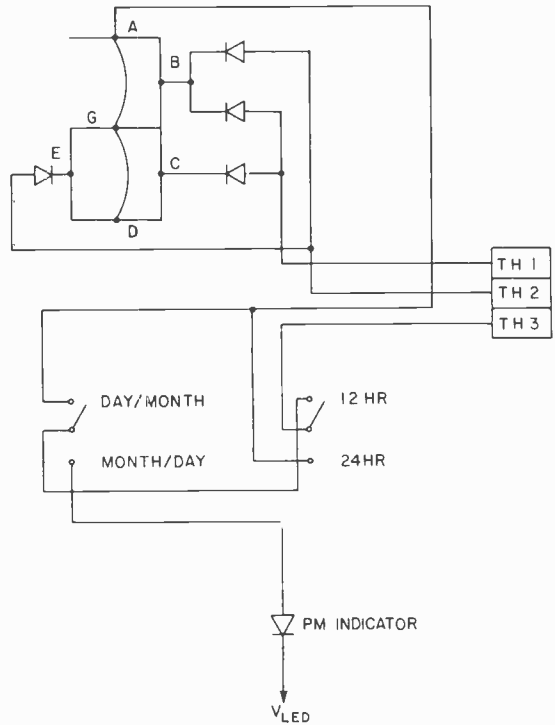 A
B
G
E
C
D
TH 1
TH 2
TH 3
DAY/MONTH
12 HR
MONTH/DAY
24HR
PM INDICATOR
VLED